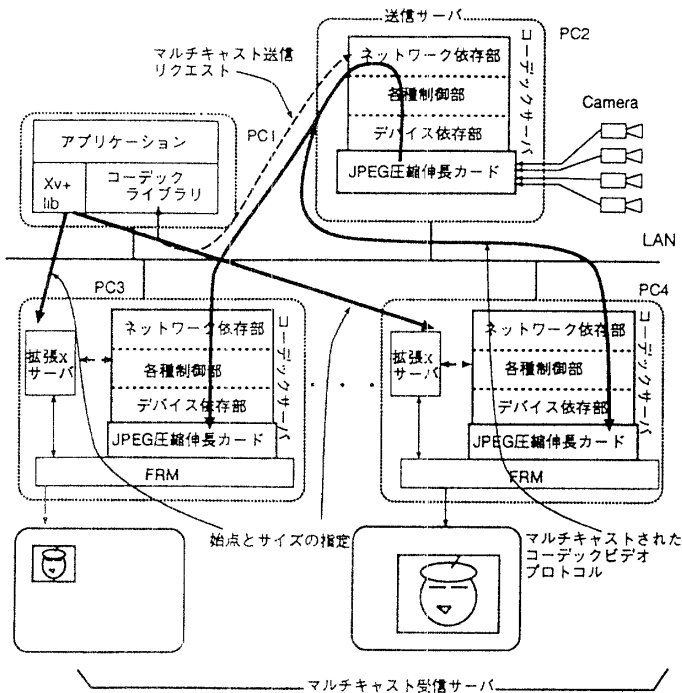 送信サーバ
PC2
マルチキャスト送信
リクエスト
ネットワーク依存部
各種制御部
デバイス依存部
JPEG圧縮伸長カード
コーデックサーバ
Camera
PC1
アプリケーション
Xv+
lib
コーデック
ライブラリ
LAN
PC3
拡張X
サーバ
ネットワーク依存部
各種制御部
デバイス依存部
JPEG圧縮伸長カード
コーデックサーバ
FRM
PC4
拡張X
サーバ
ネットワーク依存部
各種制御部
デバイス依存部
JPEG圧縮伸長カード
コーデックサーバ
FRM
始点とサイズの指定
マルチキャストされた
コーデックビデオ
プロトコル
マルチキャスト受信サーバ